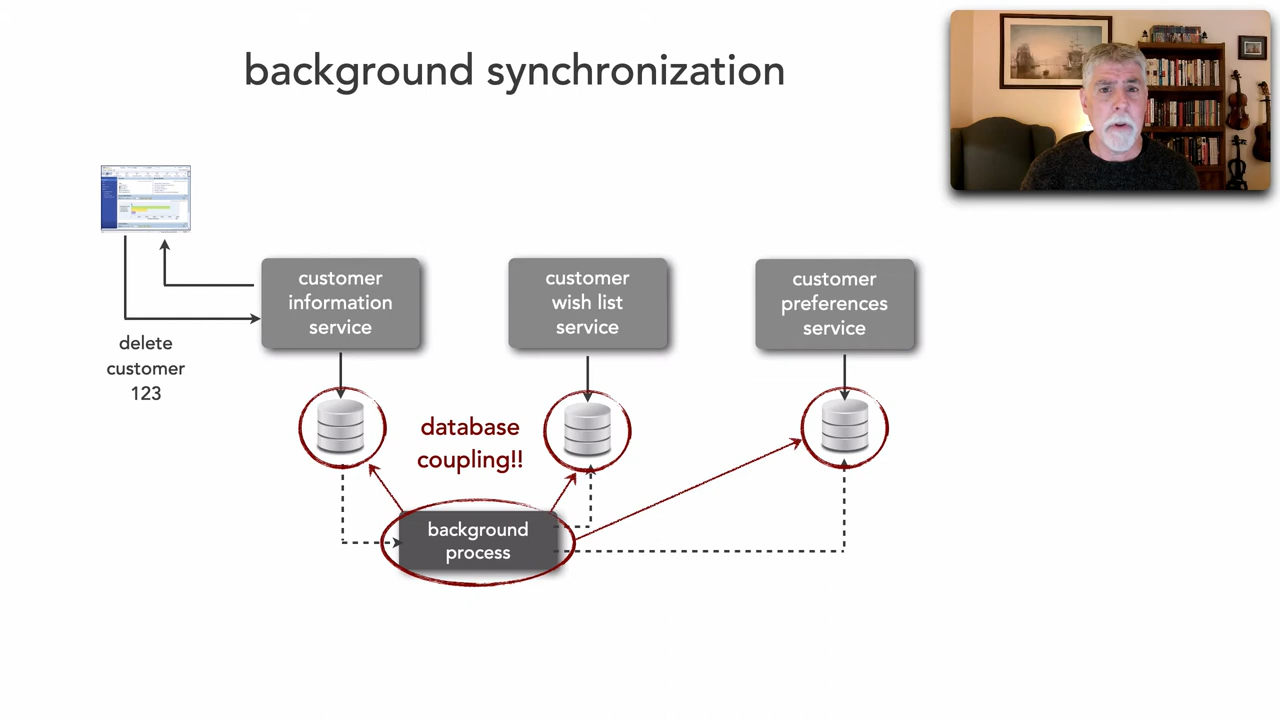 background synchronization
delete
customer
123
customer
information
service
customer
wish list
service
customer
preferences
service
database
coupling!!
background
process